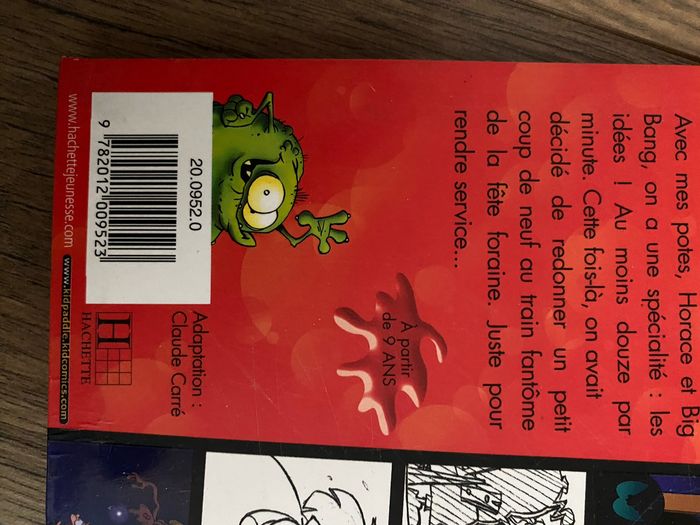 Avec mes potes, Horace et Big
Bang, on a une spécialité : les
idées ! Au moins douze par
minute. Cette fois-là, on avait
décidé de redonner un petit
coup de neuf au train fantôme
de la fête foraine. Juste pour
rendre service...
À partir
de 9 ANS
20.0952.0
9 782012 009523
Adaptation :
Claude Carré
H
HACHETTE
www.hachettejeunesse.com
www.kidpaddle.kidcomics.com